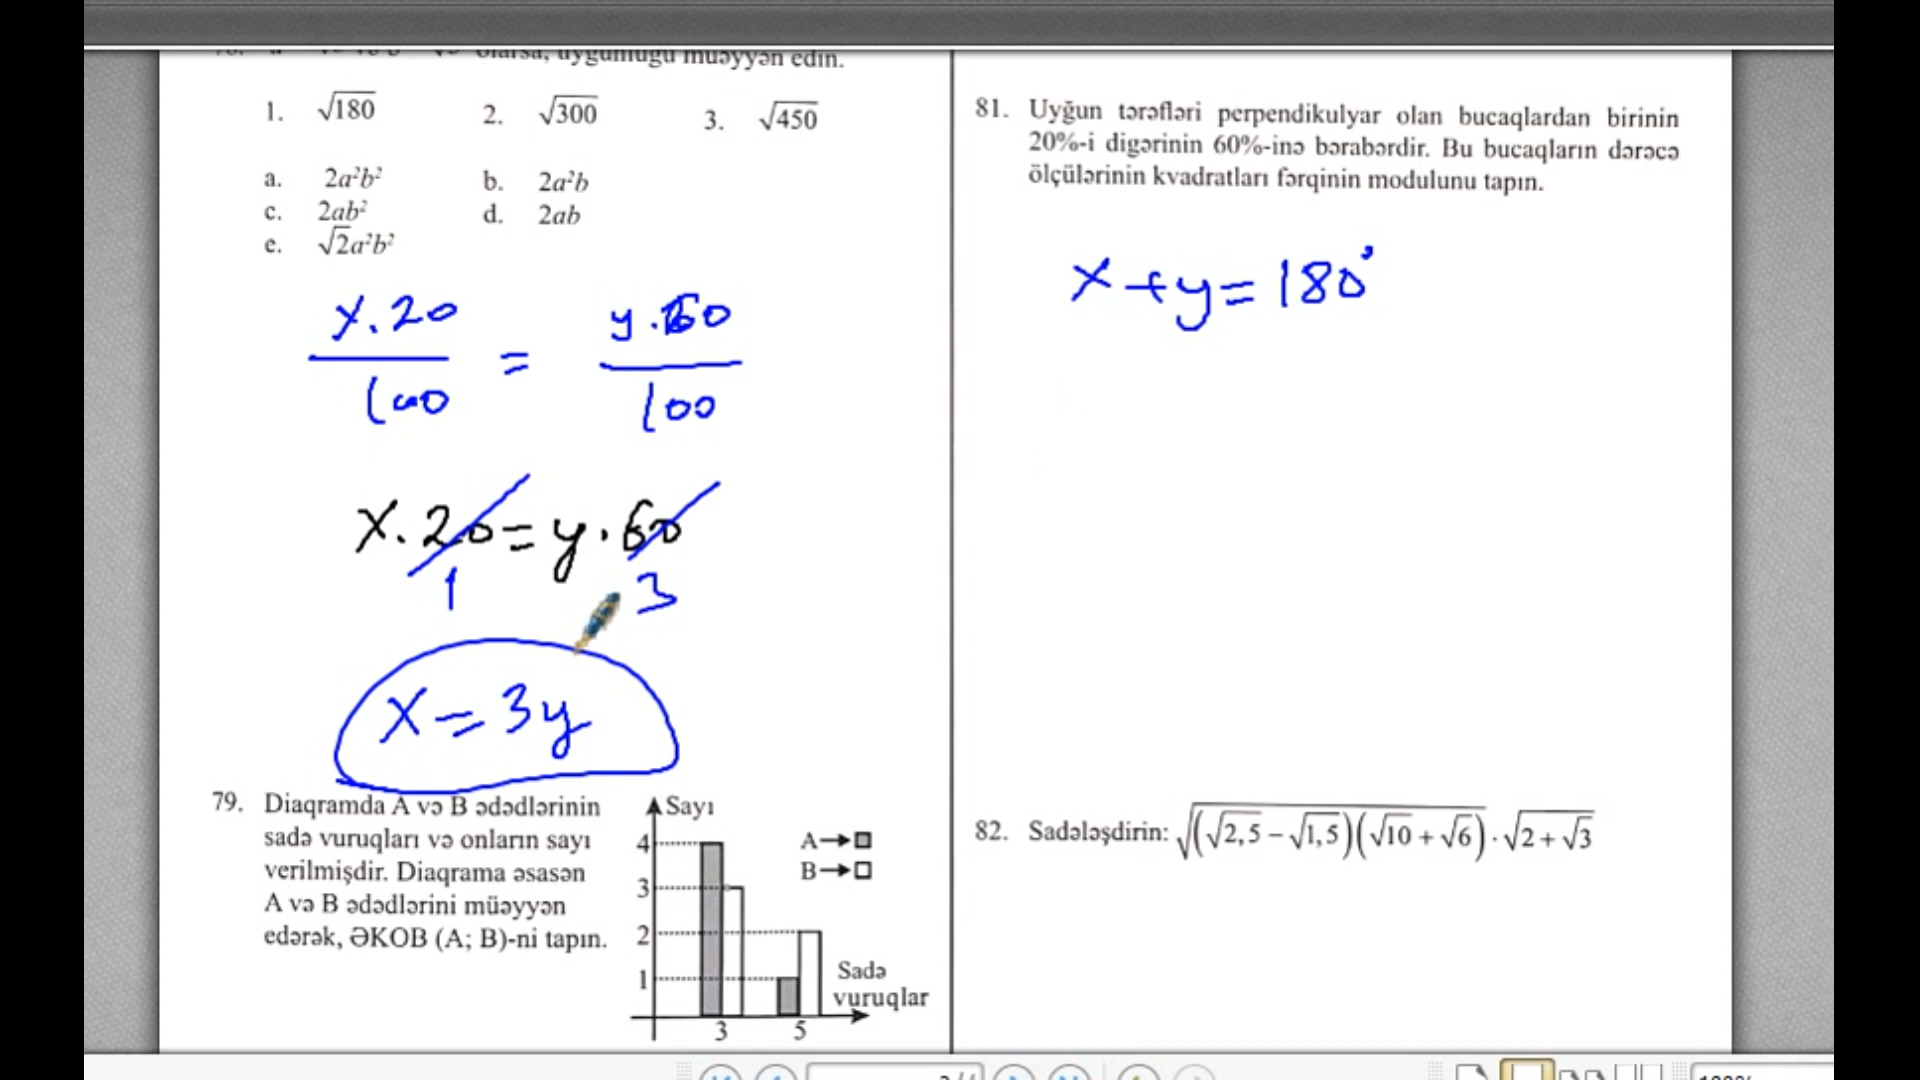 olarsa, uyğunluğu müəyyən edin.
1. √180 2. √300 3. √450
a. 2a²b² b. 2a²b
c. 2ab² d. 2ab
e. √2a²b²
x.20/100 = y.60/100
x.20=y.60
1 3
x=3y
79. Diaqramda A və B ədədlərinin
sadə vuruqları və onların sayı
verilmişdir. Diaqrama əsasən
A və B ədədlərini müəyyən
edərək, ƏKOB (A; B)-ni tapın.
Sayı
4
3
2
1
A→
B→
Sadə
vuruqlar
3 5
81. Uyğun tərəfləri perpendikulyar olan bucaqlardan birinin
20%-i digərinin 60%-inə bərabərdir. Bu bucaqların dərəcə
ölçülərinin kvadratları fərqinin modulunu tapın.
x+y=180°
82. Sadələşdirin: √((√2,5 − √1,5)(√10 + √6)) · √(2 + √3)